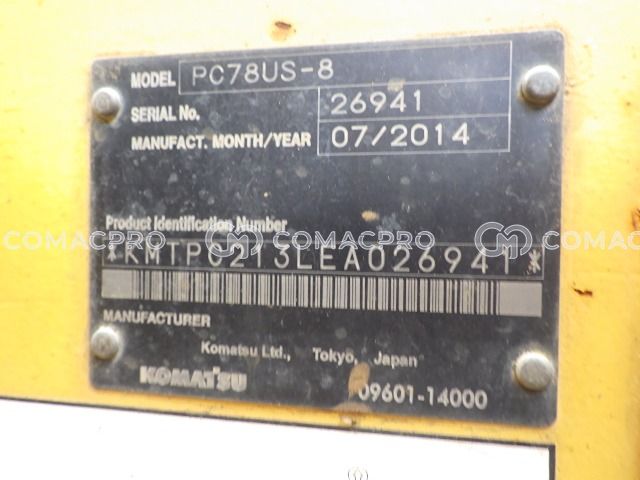 MODEL PC78US-8
SERIAL No. 26941
MANUFACT. MONTH/YEAR 07/2014
Product Identification Number
*KMTPC213LEA026941*
COMACPRO COMACPRO COMACPRO
MANUFACTURER
Komatsu Ltd., Tokyo, Japan
KOMATSU
09601-14000